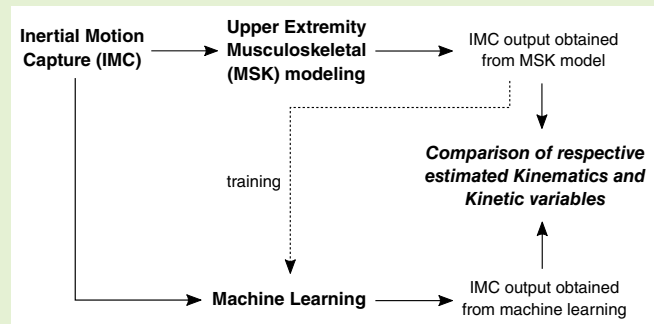 Inertial Motion
Capture (IMC)
Upper Extremity
Musculoskeletal
(MSK) modeling
IMC output obtained
from MSK model
training
Comparison of respective
estimated Kinematics and
Kinetic variables
Machine Learning
IMC output obtained
from machine learning